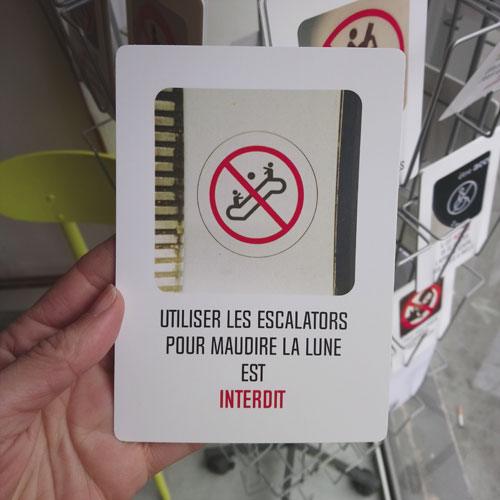 UTILISER LES ESCALATORS
POUR MAUDIRE LA LUNE
EST
INTERDIT